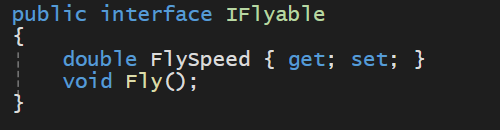 public interface IFlyable
{
    double FlySpeed { get; set; }
    void Fly();
}